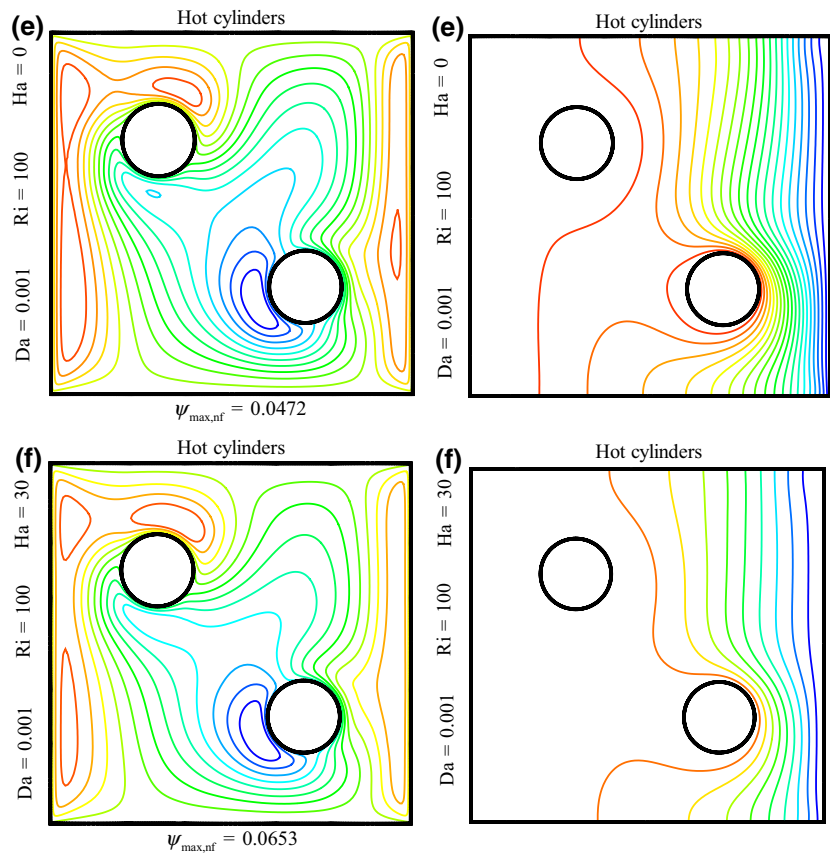 (e)
Hot cylinders
Ha = 0
Ri = 100
Da = 0.001
ψmax,nf = 0.0472
(e)
Hot cylinders
Ha = 0
Ri = 100
Da = 0.001
(f)
Hot cylinders
Ha = 30
Ri = 100
Da = 0.001
ψmax,nf = 0.0653
(f)
Hot cylinders
Ha = 30
Ri = 100
Da = 0.001